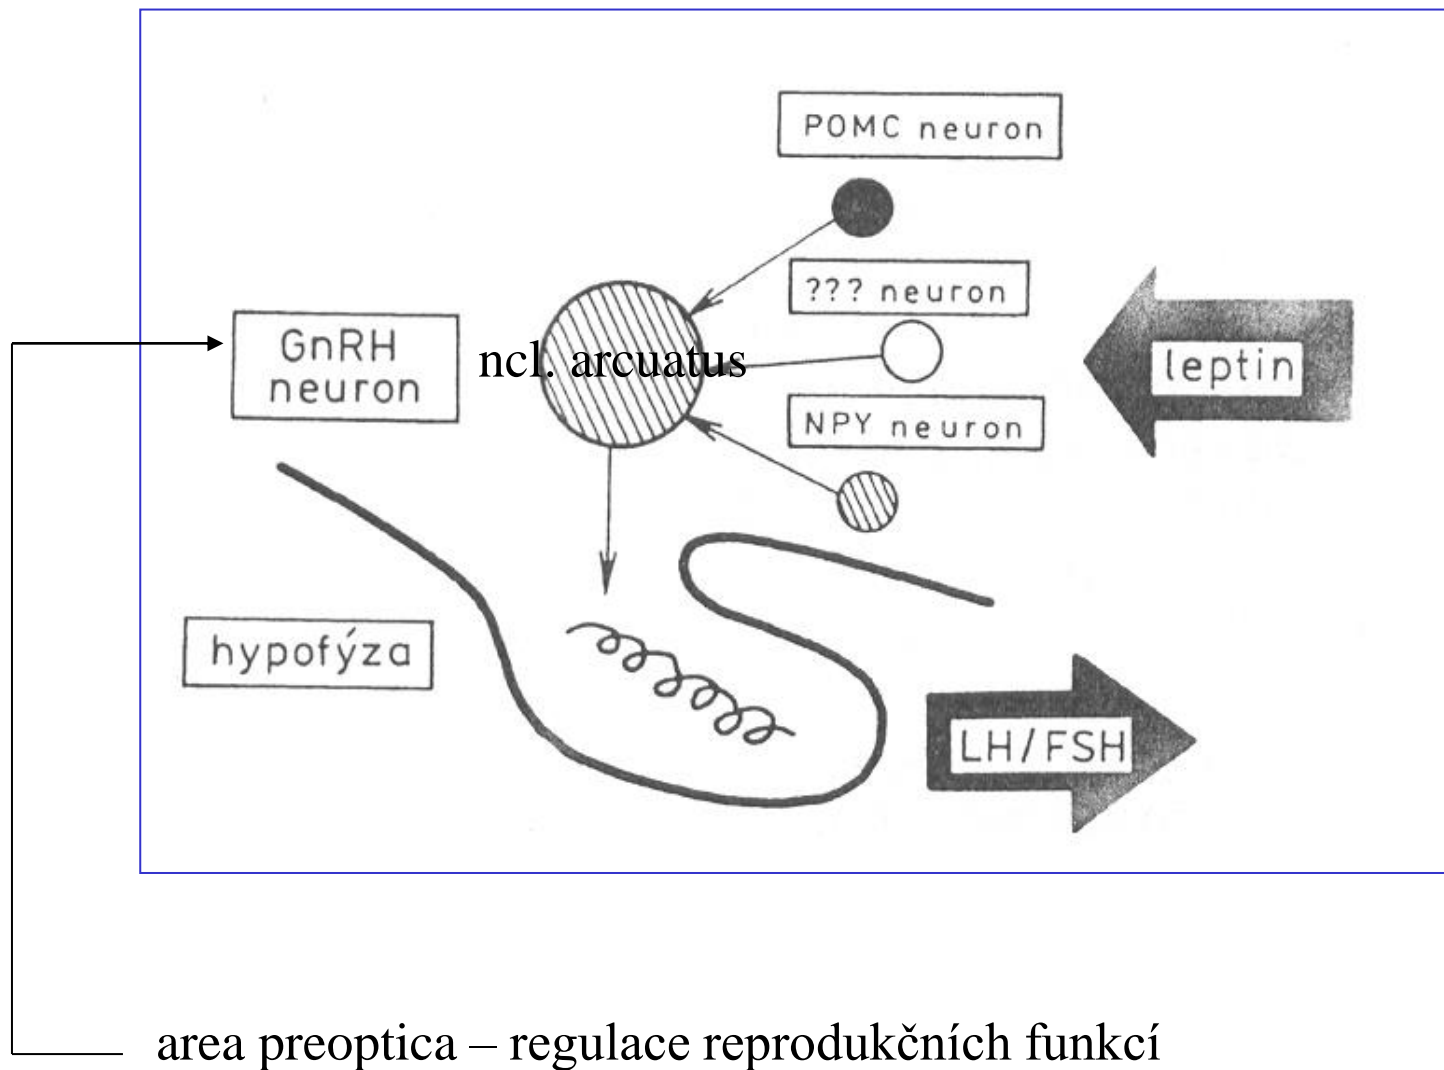 POMC neuron
??? neuron
GnRH
neuron
ncl. arcuatus
leptin
NPY neuron
hypofýza
LH/FSH
area preoptica – regulace reprodukčních funkcí